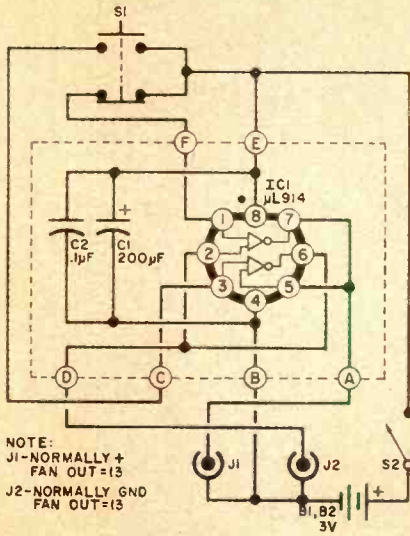 S1
F
E
IC1
µL914
+
1
8
7
2
6
3
5
4
C2
.1µF
C1
200µF
D
C
B
A
NOTE:
J1-NORMALLY +
FAN OUT=13
J2-NORMALLY GND
FAN OUT=13
J1
J2
S2
+
B1,B2
3V